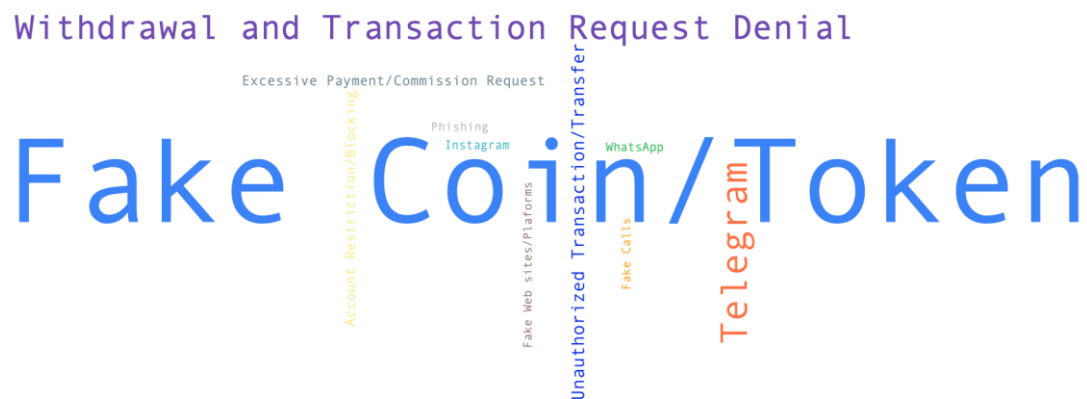 Withdrawal and Transaction Request Denial
Excessive Payment/Commission Request
Account Restriction/Blocking
Phishing
Instagram
WhatsApp
Fake Coin/Token
Fake Web sites/Plaforms
Unauthorized Transaction/Transfer
Fake Calls
Telegram